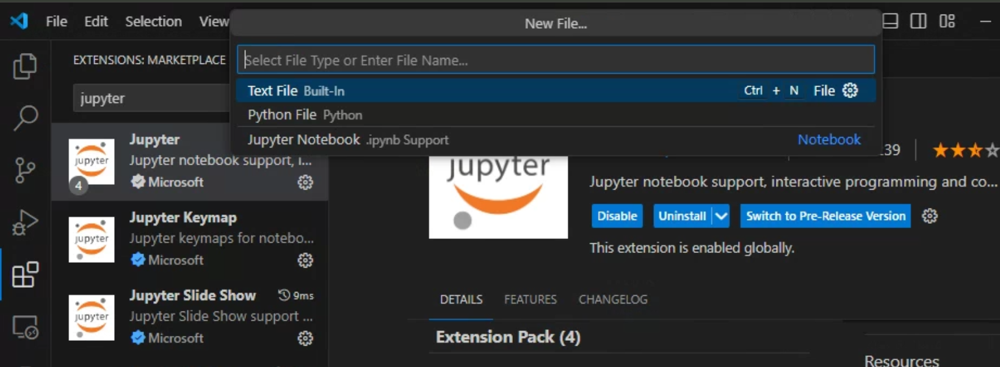 File Edit Selection View
New File...
Select File Type or Enter File Name...
Text File Built-In Ctrl + N File
Python File Python
Jupyter Notebook .ipynb Support Notebook
EXTENSIONS: MARKETPLACE
jupyter
Jupyter
Jupyter notebook support, i...
Microsoft
jupyter
4
Jupyter Keymap
Jupyter keymaps for notebo...
Microsoft
jupyter
Jupyter Slide Show 9ms
Jupyter Slide Show support ...
Microsoft
jupyter
jupyter
39
Jupyter notebook support, interactive programming and co...
Disable Uninstall Switch to Pre-Release Version
This extension is enabled globally.
DETAILS FEATURES CHANGELOG
Extension Pack (4)
Resources